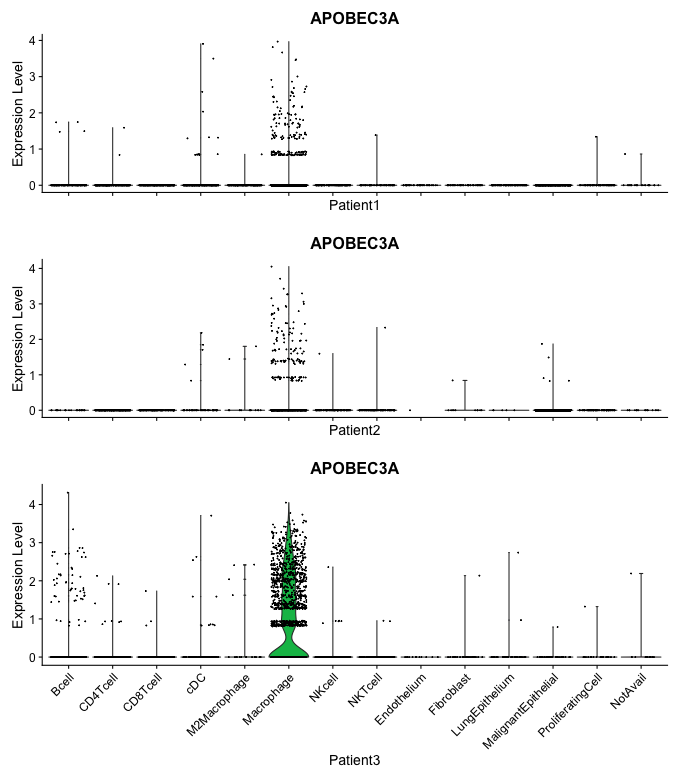 APOBEC3A
Expression Level
4
3
2
1
0
Patient1
APOBEC3A
Expression Level
4
3
2
1
0
Patient2
APOBEC3A
Expression Level
4
3
2
1
0
Bcell
CD4Tcell
CD8Tcell
cDC
M2Macrophage
Macrophage
NKcell
NKTcell
Endothelium
Fibroblast
LungEpithelium
MalignantEpithelial
ProliferatingCell
NotAvail
Patient3